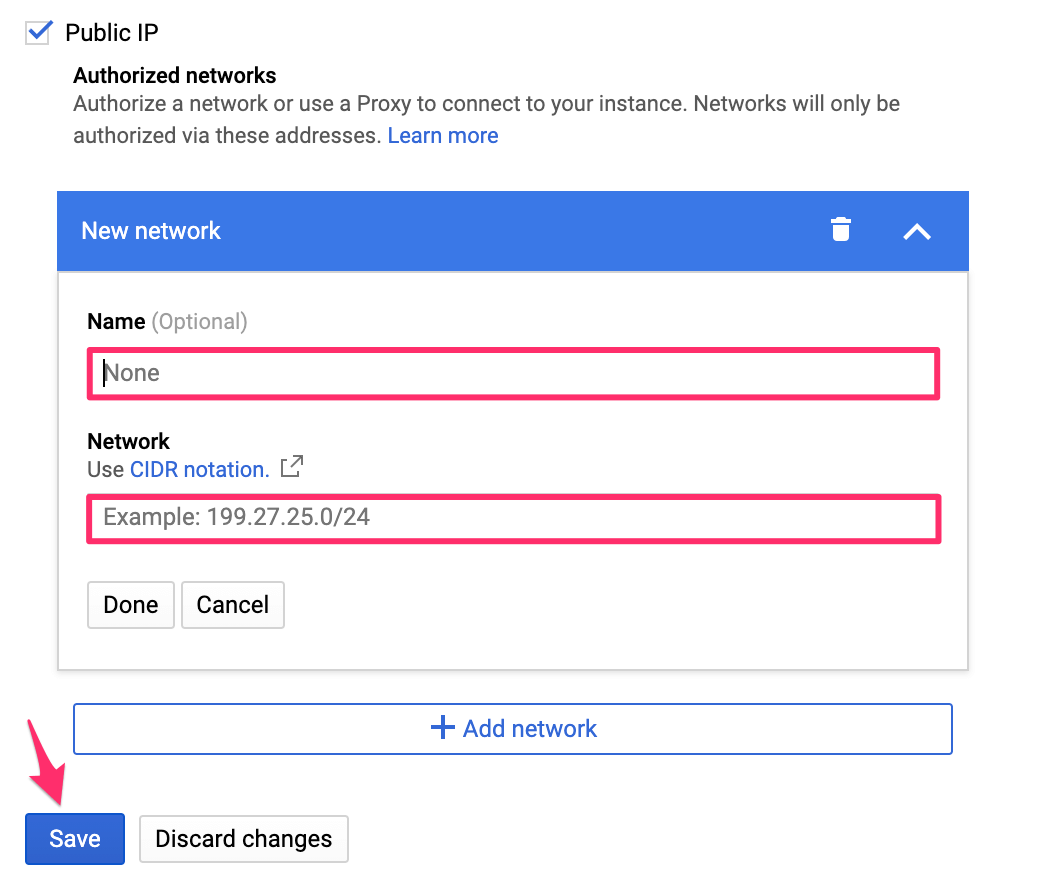 Public IP
Authorized networks
Authorize a network or use a Proxy to connect to your instance. Networks will only be
authorized via these addresses. Learn more
New network
Name (Optional)
None
Network
Use CIDR notation.
Example: 199.27.25.0/24
Done Cancel
Add network
Save Discard changes